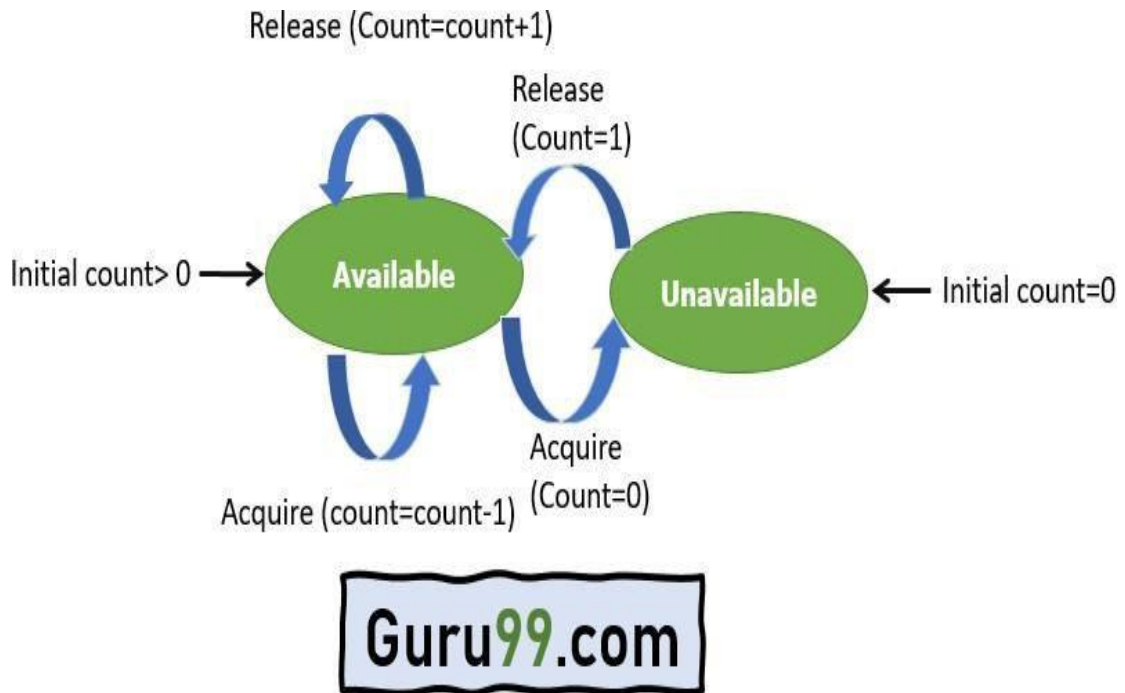 Release (Count=count+1)
Release
(Count=1)
Initial count> 0
Available
Unavailable
Initial count=0
Acquire
(Count=0)
Acquire (count=count-1)
Guru99.com